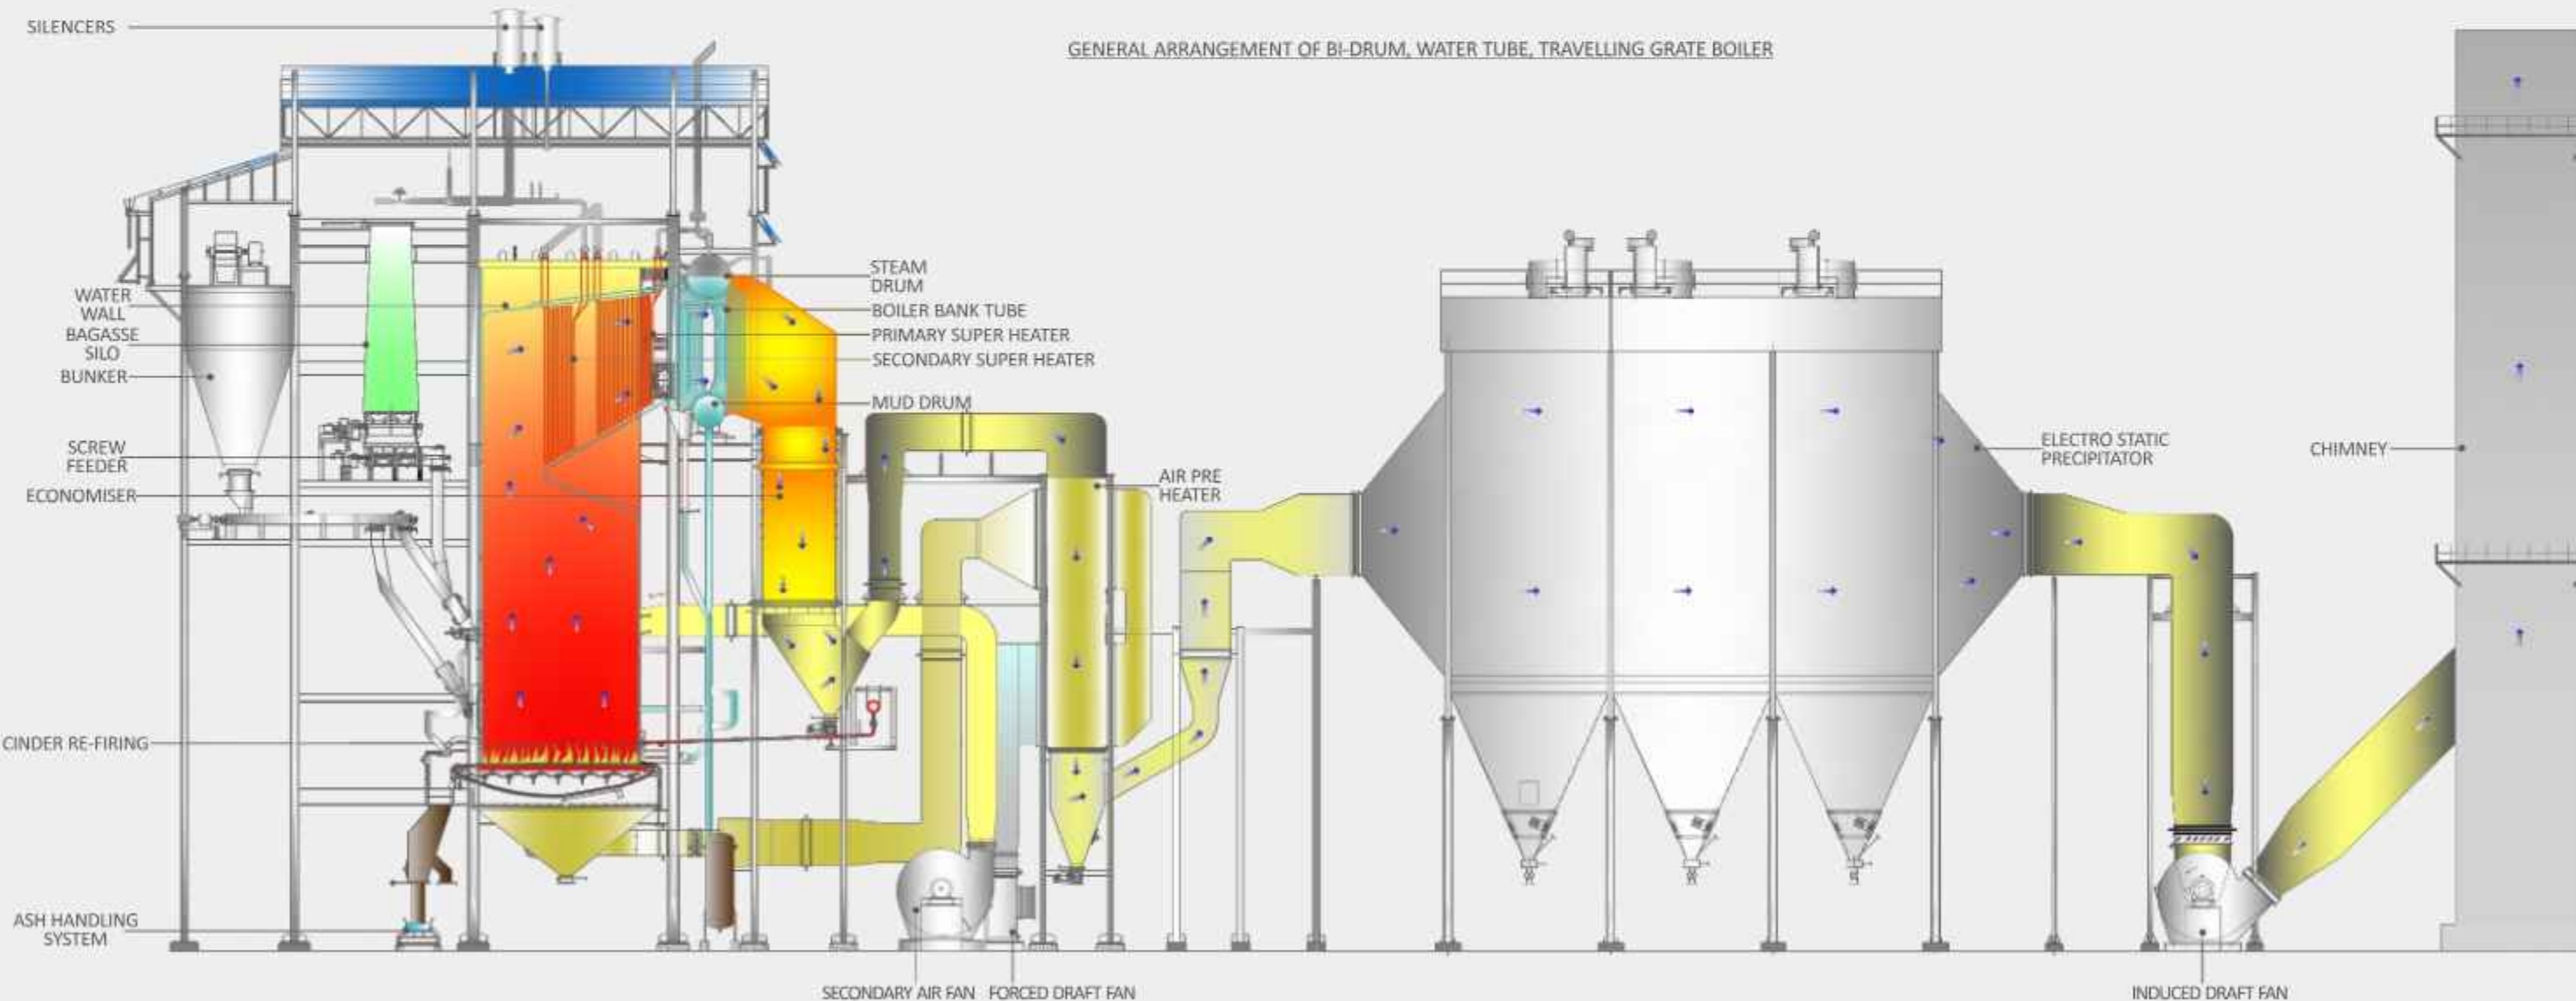 SILENCERS
GENERAL ARRANGEMENT OF BI-DRUM, WATER TUBE, TRAVELLING GRATE BOILER
WATER
WALL
BAGASSE
SILO
BUNKER
SCREW
FEEDER
ECONOMISER
CINDER RE-FIRING
ASH HANDLING
SYSTEM
STEAM
DRUM
BOILER BANK TUBE
PRIMARY SUPER HEATER
SECONDARY SUPER HEATER
MUD DRUM
AIR PRE
HEATER
ELECTRO STATIC
PRECIPITATOR
CHIMNEY
SECONDARY AIR FAN
FORCED DRAFT FAN
INDUCED DRAFT FAN